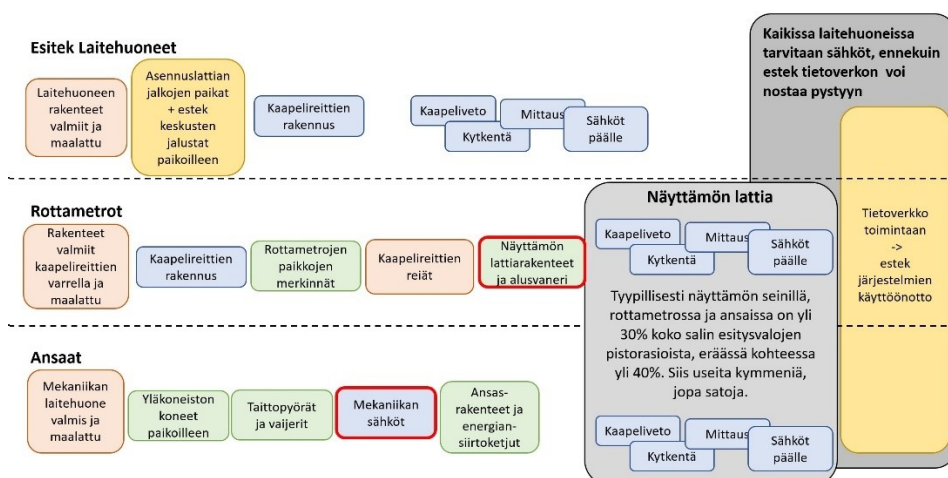 Esitek Laitehuoneet
Laitehuoneen
rakenteet
valmiit ja
maalattu
Asennuslattian
jalkojen paikat
+ estek
keskusten
jalustat
paikoilleen
Kaapelireittien
rakennus
Kaapeliveto
Kytkentä
Mittaus
Sähköt
päälle
Kaikissa laitehuoneissa
tarvitaan sähköt, ennekuin
estek tietoverkon voi
nostaa pystyyn
Rottametrot
Rakenteet
valmiit
kaapelireittien
varrella ja
maalattu
Kaapelireittien
rakennus
Rottametrojen
paikkojen
merkinnät
Kaapelireittien
reiät
Näyttämön
lattiarakenteet
ja alusvaneri
Näyttämön lattia
Kaapeliveto
Kytkentä
Mittaus
Sähköt
päälle
Tyypillisesti näyttämön seinillä,
rottametrossa ja ansaissa on yli
30% koko salin esitysvalojen
pistorasioista, eräässä kohteessa
yli 40%. Siis useita kymmeniä,
jopa satoja.
Tietoverkko
toimintaan
->
estek
järjestelmien
käyttöönotto
Ansaat
Mekaniikan
laitehuone
valmis ja
maalattu
Yläkoneiston
koneet
paikoilleen
Taittopyörät
ja vaijerit
Mekaniikan
sähköt
Ansas-
rakenteet ja
energian-
siirtoketjut
Kaapeliveto
Kytkentä
Mittaus
Sähköt
päälle